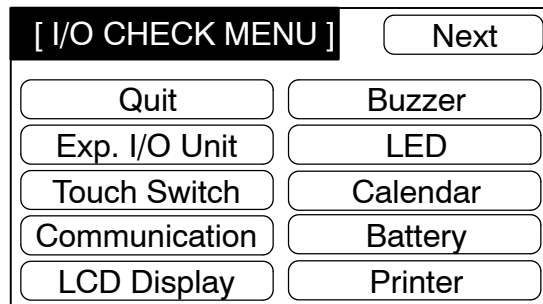 [ I/O CHECK MENU ] Next
Quit Buzzer
Exp. I/O Unit LED
Touch Switch Calendar
Communication Battery
LCD Display Printer